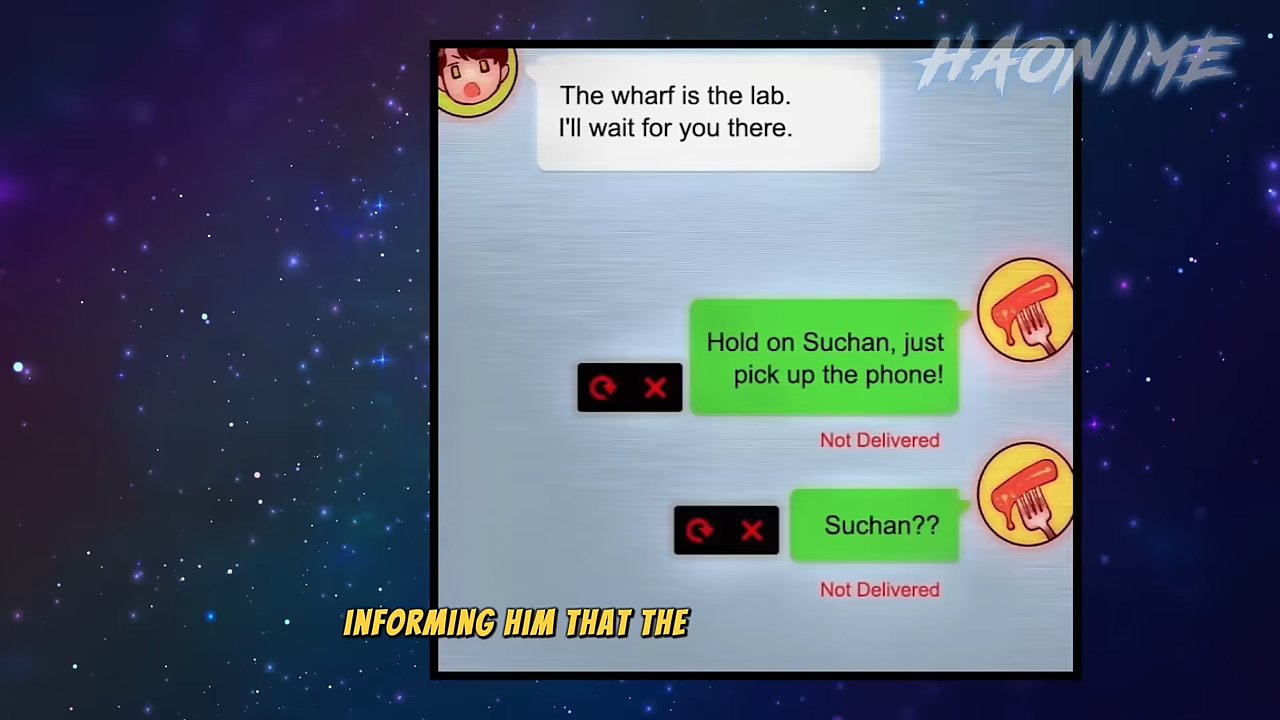 HAONIME
The wharf is the lab.
I'll wait for you there.
Hold on Suchan, just
pick up the phone!
Not Delivered
Suchan??
Not Delivered
INFORMING HIM THAT THE